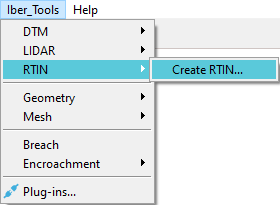 Iber_Tools Help
DTM
LIDAR
RTIN Create RTIN...
Geometry
Mesh
Breach
Encroachment
Plug-ins...